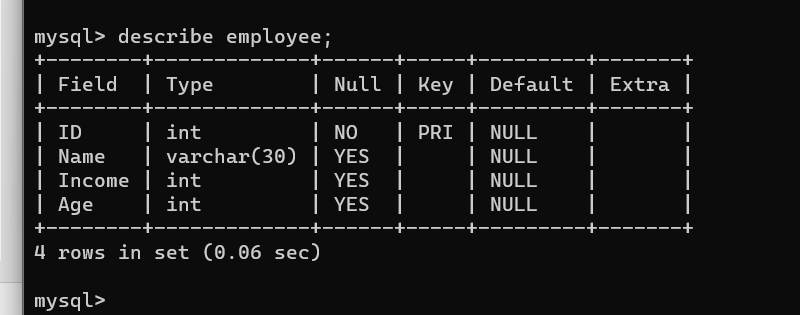 mysql> describe employee;
+--------+-------------+------+-----+---------+-------+
| Field  | Type        | Null | Key | Default | Extra |
+--------+-------------+------+-----+---------+-------+
| ID     | int         | NO   | PRI | NULL    |       |
| Name   | varchar(30) | YES  |     | NULL    |       |
| Income | int         | YES  |     | NULL    |       |
| Age    | int         | YES  |     | NULL    |       |
+--------+-------------+------+-----+---------+-------+
4 rows in set (0.06 sec)
mysql>